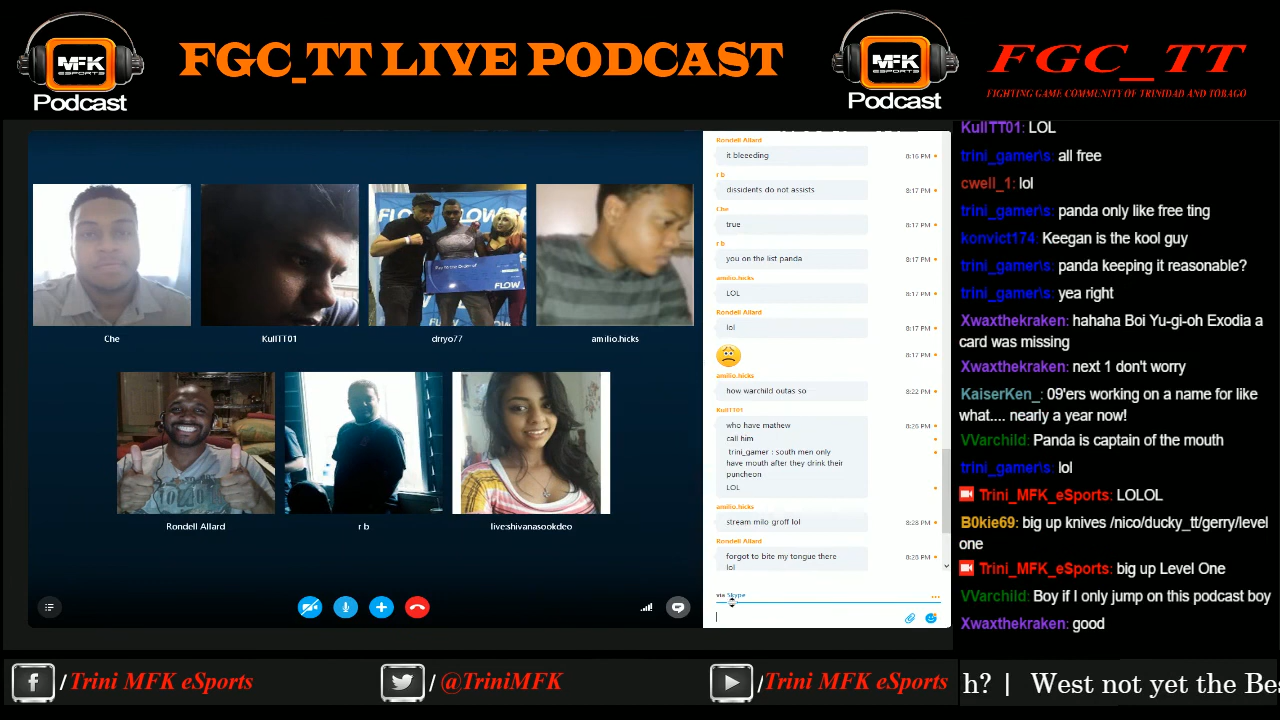 MFK
ESPORTS
Podcast
FGC_TT LIVE PODCAST
MFK
ESPORTS
Podcast
FGC_TT
FIGHTING GAME COMMUNITY OF TRINIDAD AND TOBAGO
FLOW
FLOW
Che
KullTT01
drryo77
amilio.hicks
Rondell Allard
r b
live:shivanasookdeo
Rondell Allard
it bleeeding
8:16 PM
r b
dissidents do not assists
8:17 PM
Che
true
8:17 PM
r b
you on the list panda
8:17 PM
amilio.hicks
LOL
8:17 PM
Rondell Allard
lol
8:17 PM
8:17 PM
amilio.hicks
how warchild outas so
8:22 PM
KullTT01
who have mathew
8:26 PM
call him
trini_gamer : south men only
have mouth after they drink their
puncheon
LOL
amilio.hicks
stream milo groff lol
8:28 PM
Rondell Allard
forgot to bite my tongue there
8:28 PM
lol
via Skype
KullTT01: LOL
trini_gamer\s: all free
cwell_1: lol
trini_gamer\s: panda only like free ting
konvict174: Keegan is the kool guy
trini_gamer\s: panda keeping it reasonable?
trini_gamer\s: yea right
Xwaxthekraken: hahaha Boi Yu-gi-oh Exodia a
card was missing
Xwaxthekraken: next 1 don't worry
KaiserKen_: 09'ers working on a name for like
what.... nearly a year now!
VVarchild: Panda is captain of the mouth
trini_gamer\s: lol
Trini_MFK_eSports: LOLOL
B0kie69: big up knives /nico/ducky_tt/gerry/level
one
Trini_MFK_eSports: big up Level One
VVarchild: Boy if I only jump on this podcast boy
Xwaxthekraken: good
f /Trini MFK eSports
/ @TriniMFK
/Trini MFK eSports
h? | West not yet the Bes